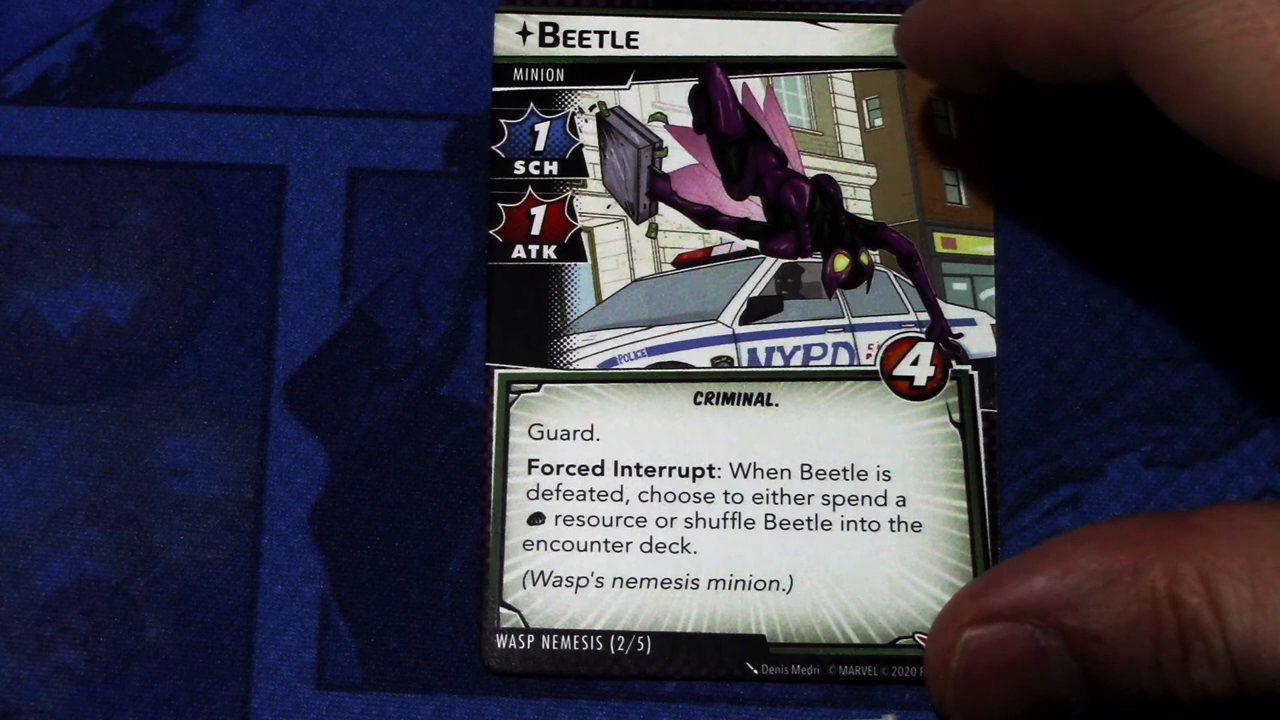 BEETLE
MINION
1
SCH
1
ATK
POLICE
NYPD
4
CRIMINAL.
Guard.
Forced Interrupt: When Beetle is
defeated, choose to either spend a
resource or shuffle Beetle into the
encounter deck.
(Wasp's nemesis minion.)
WASP NEMESIS (2/5)
Denis Medri © MARVEL © 2020 F